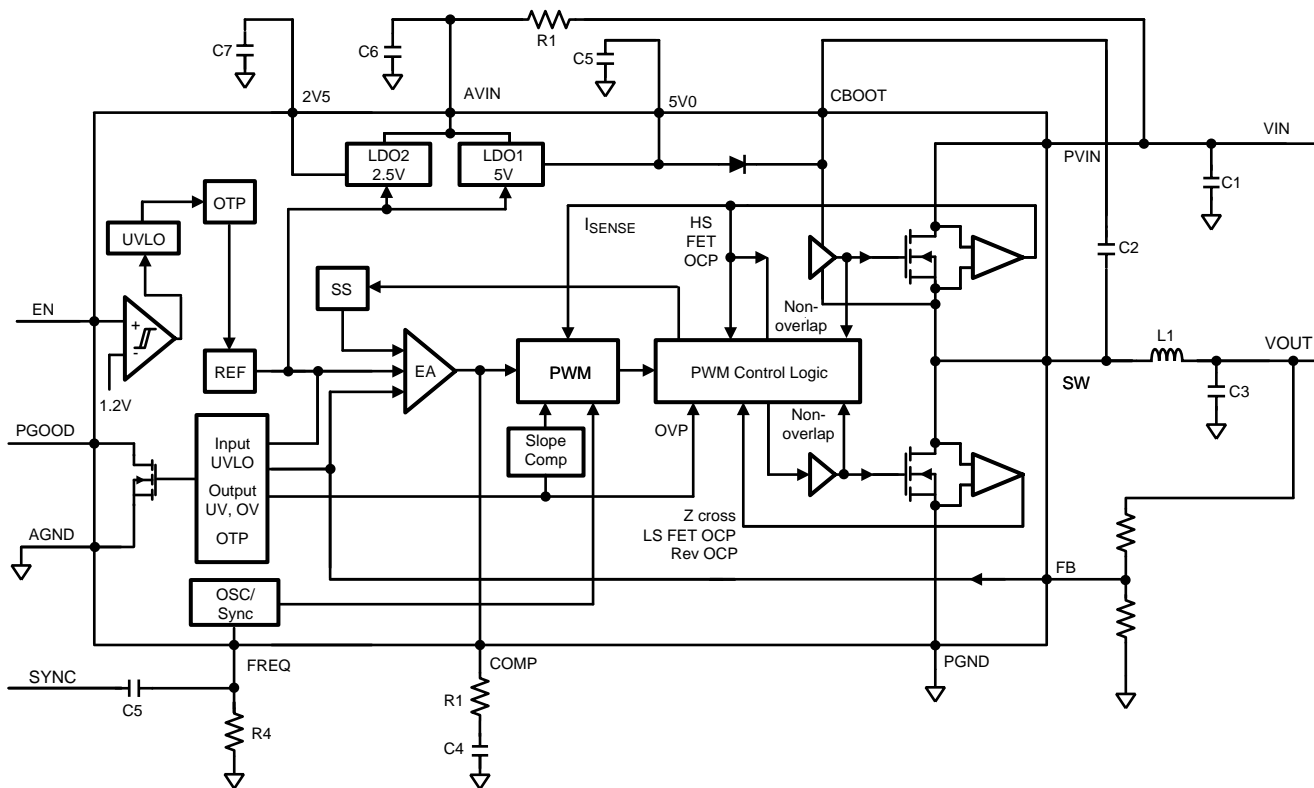 C7
C6
R1
C5
2V5
AVIN
5V0
CBOOT
VIN
PVIN
LDO2
2.5V
LDO1
5V
C1
OTP
UVLO
ISENSE
HS
FET
OCP
C2
SS
EN
+
-
1.2V
Non-
overlap
L1
VOUT
REF
EA
PWM
PWM Control Logic
SW
C3
PGOOD
Input
UVLO
Output
UV, OV
OTP
Slope
Comp
OVP
Non-
overlap
AGND
Z cross
LS FET OCP
Rev OCP
FB
OSC/
Sync
FREQ
COMP
PGND
SYNC
C5
R4
R1
C4